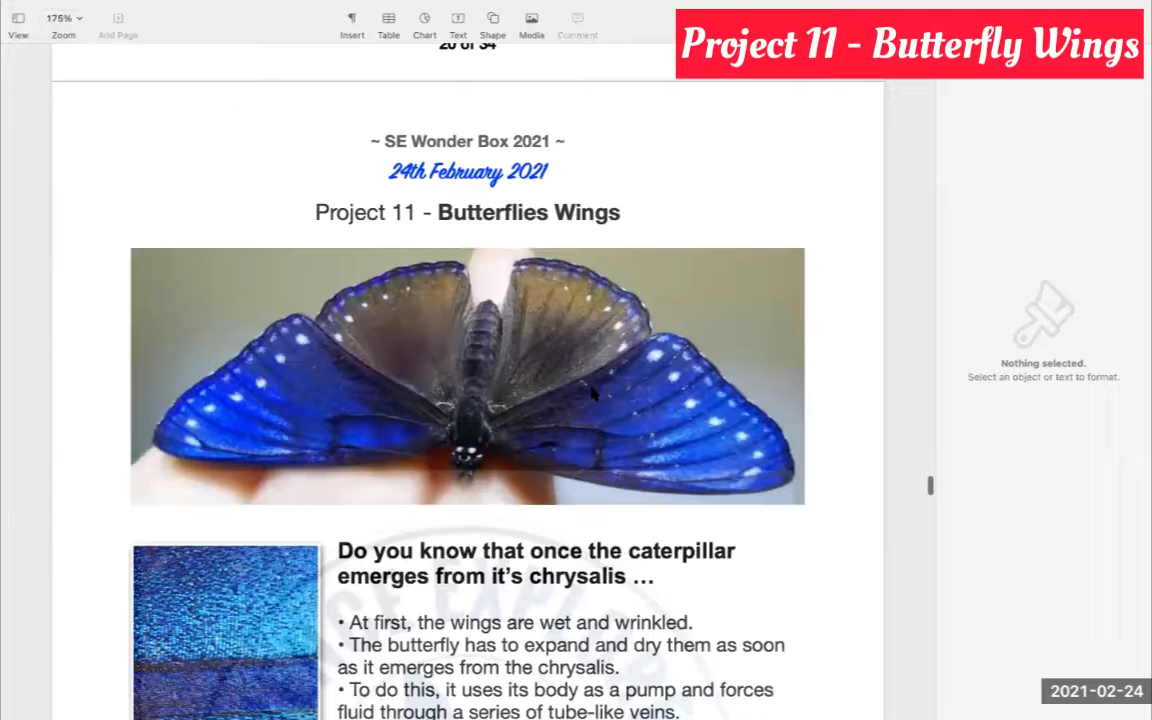 175%
View
Zoom
Add Page
Insert
Table
Chart
Text
Shape
Media
Comment
Project 11 - Butterfly Wings
20 of 34
~ SE Wonder Box 2021 ~
24th February 2021
Project 11 - Butterflies Wings
Nothing selected.
Select an object or text to format.
Do you know that once the caterpillar
emerges from it's chrysalis ...
• At first, the wings are wet and wrinkled.
• The butterfly has to expand and dry them as soon
as it emerges from the chrysalis.
• To do this, it uses its body as a pump and forces
fluid through a series of tube-like veins.
2021-02-24